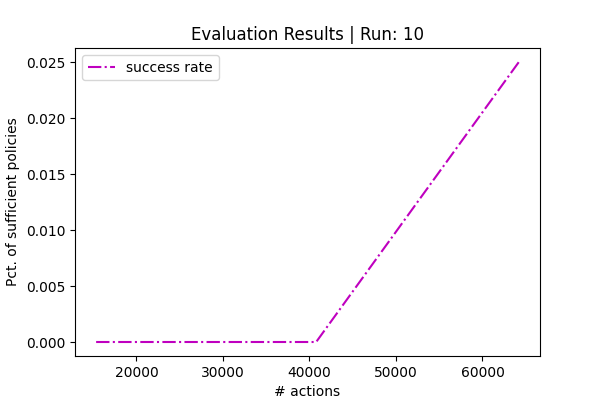 Evaluation Results | Run: 10
success rate
Pct. of sufficient policies
0.025
0.020
0.015
0.010
0.005
0.000
20000 30000 40000 50000 60000
# actions